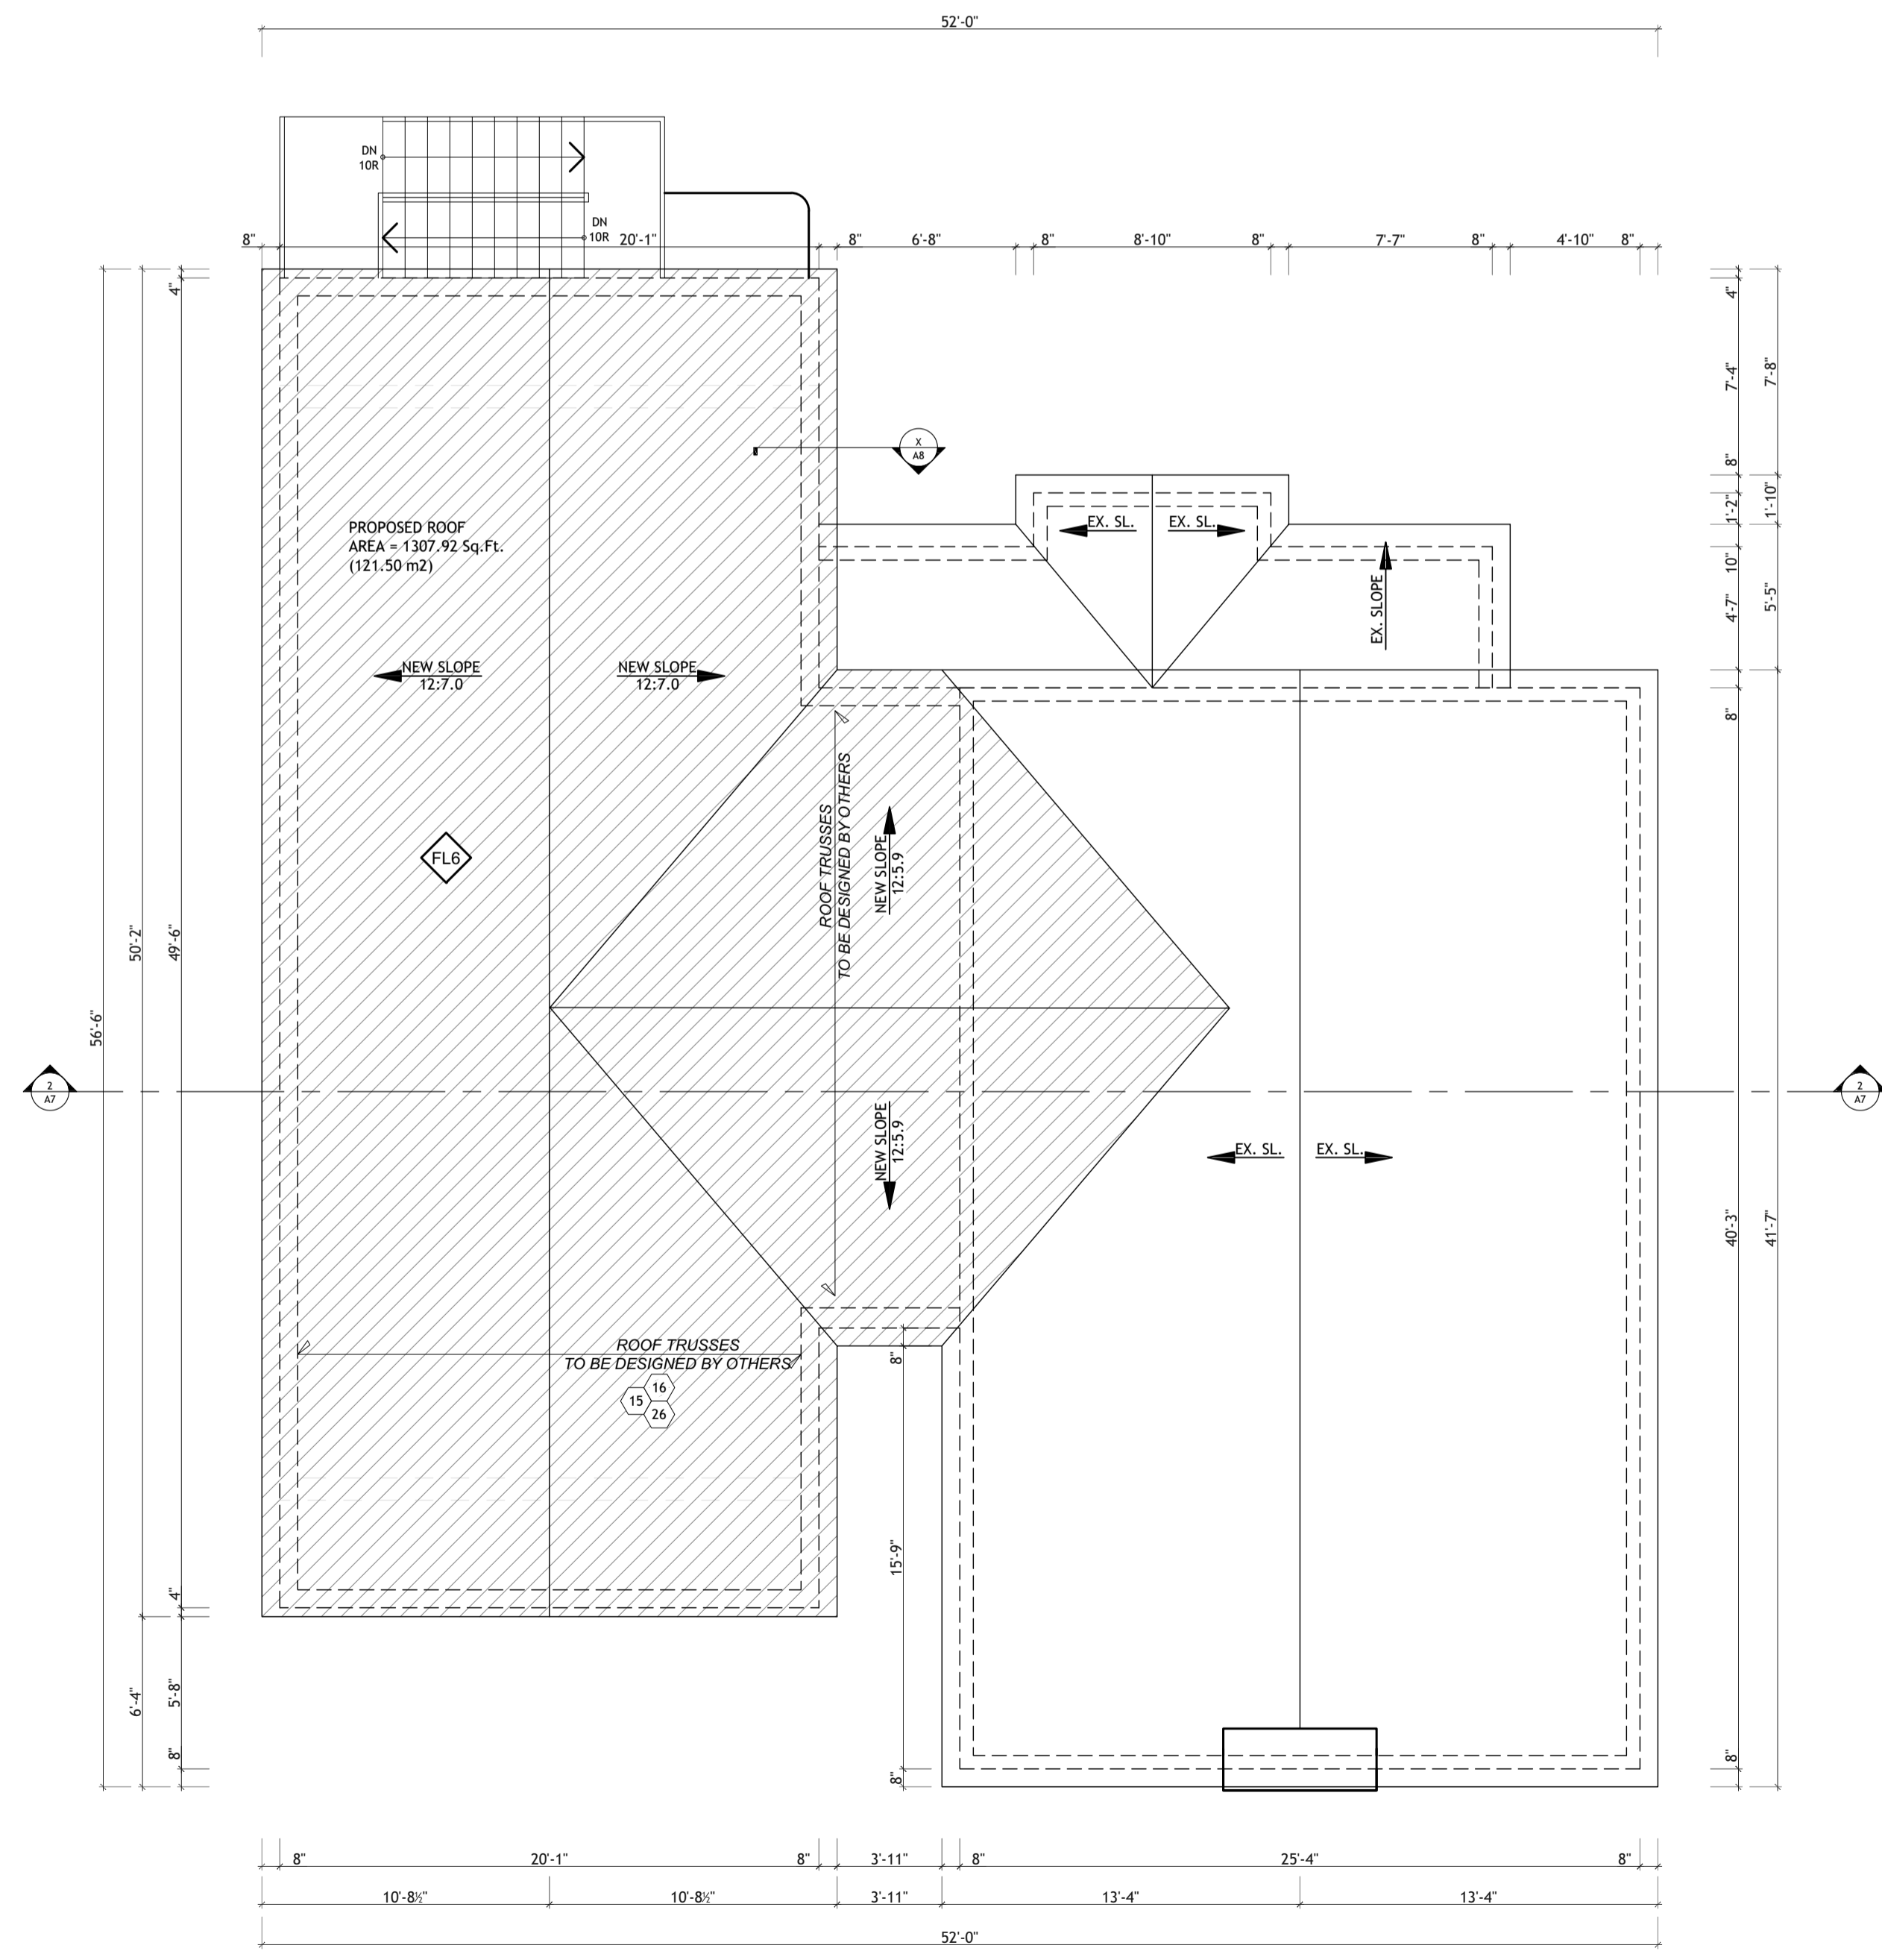 52'-0"
DN
10R
DN
10R
8"
20'-1"
8"
6'-8"
8"
8'-10"
8"
7'-7"
8"
4'-10"
8"
4"
4"
7'-4"
7'-8"
8"
1'-2"
1'-10"
10"
4'-7"
5'-5"
8"
X
A8
PROPOSED ROOF
AREA = 1307.92 Sq.Ft.
(121.50 m2)
EX. SL.
EX. SL.
EX. SLOPE
NEW SLOPE
12:7.0
NEW SLOPE
12:7.0
ROOF TRUSSES
TO BE DESIGNED BY OTHERS
NEW SLOPE
12:5.9
FL6
50'-2"
49'-6"
56'-6"
2
A7
2
A7
NEW SLOPE
12:5.9
EX. SL.
EX. SL.
40'-3"
41'-7"
ROOF TRUSSES
TO BE DESIGNED BY OTHERS
16
15
26
8"
15'-9"
8"
4"
6'-4"
5'-8"
8"
8"
8"
20'-1"
8"
3'-11"
8"
25'-4"
8"
10'-8½"
10'-8½"
3'-11"
13'-4"
13'-4"
52'-0"